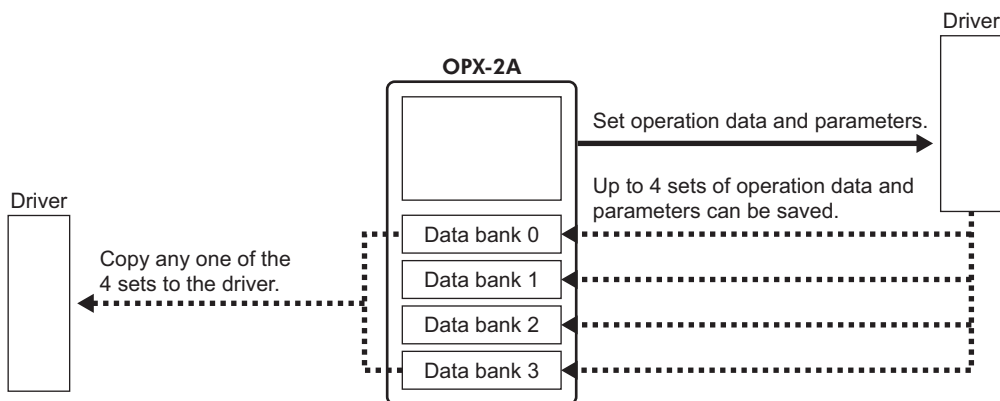 Driver
OPX-2A
Set operation data and parameters.
Up to 4 sets of operation data and
parameters can be saved.
Driver
Copy any one of the
4 sets to the driver.
Data bank 0
Data bank 1
Data bank 2
Data bank 3